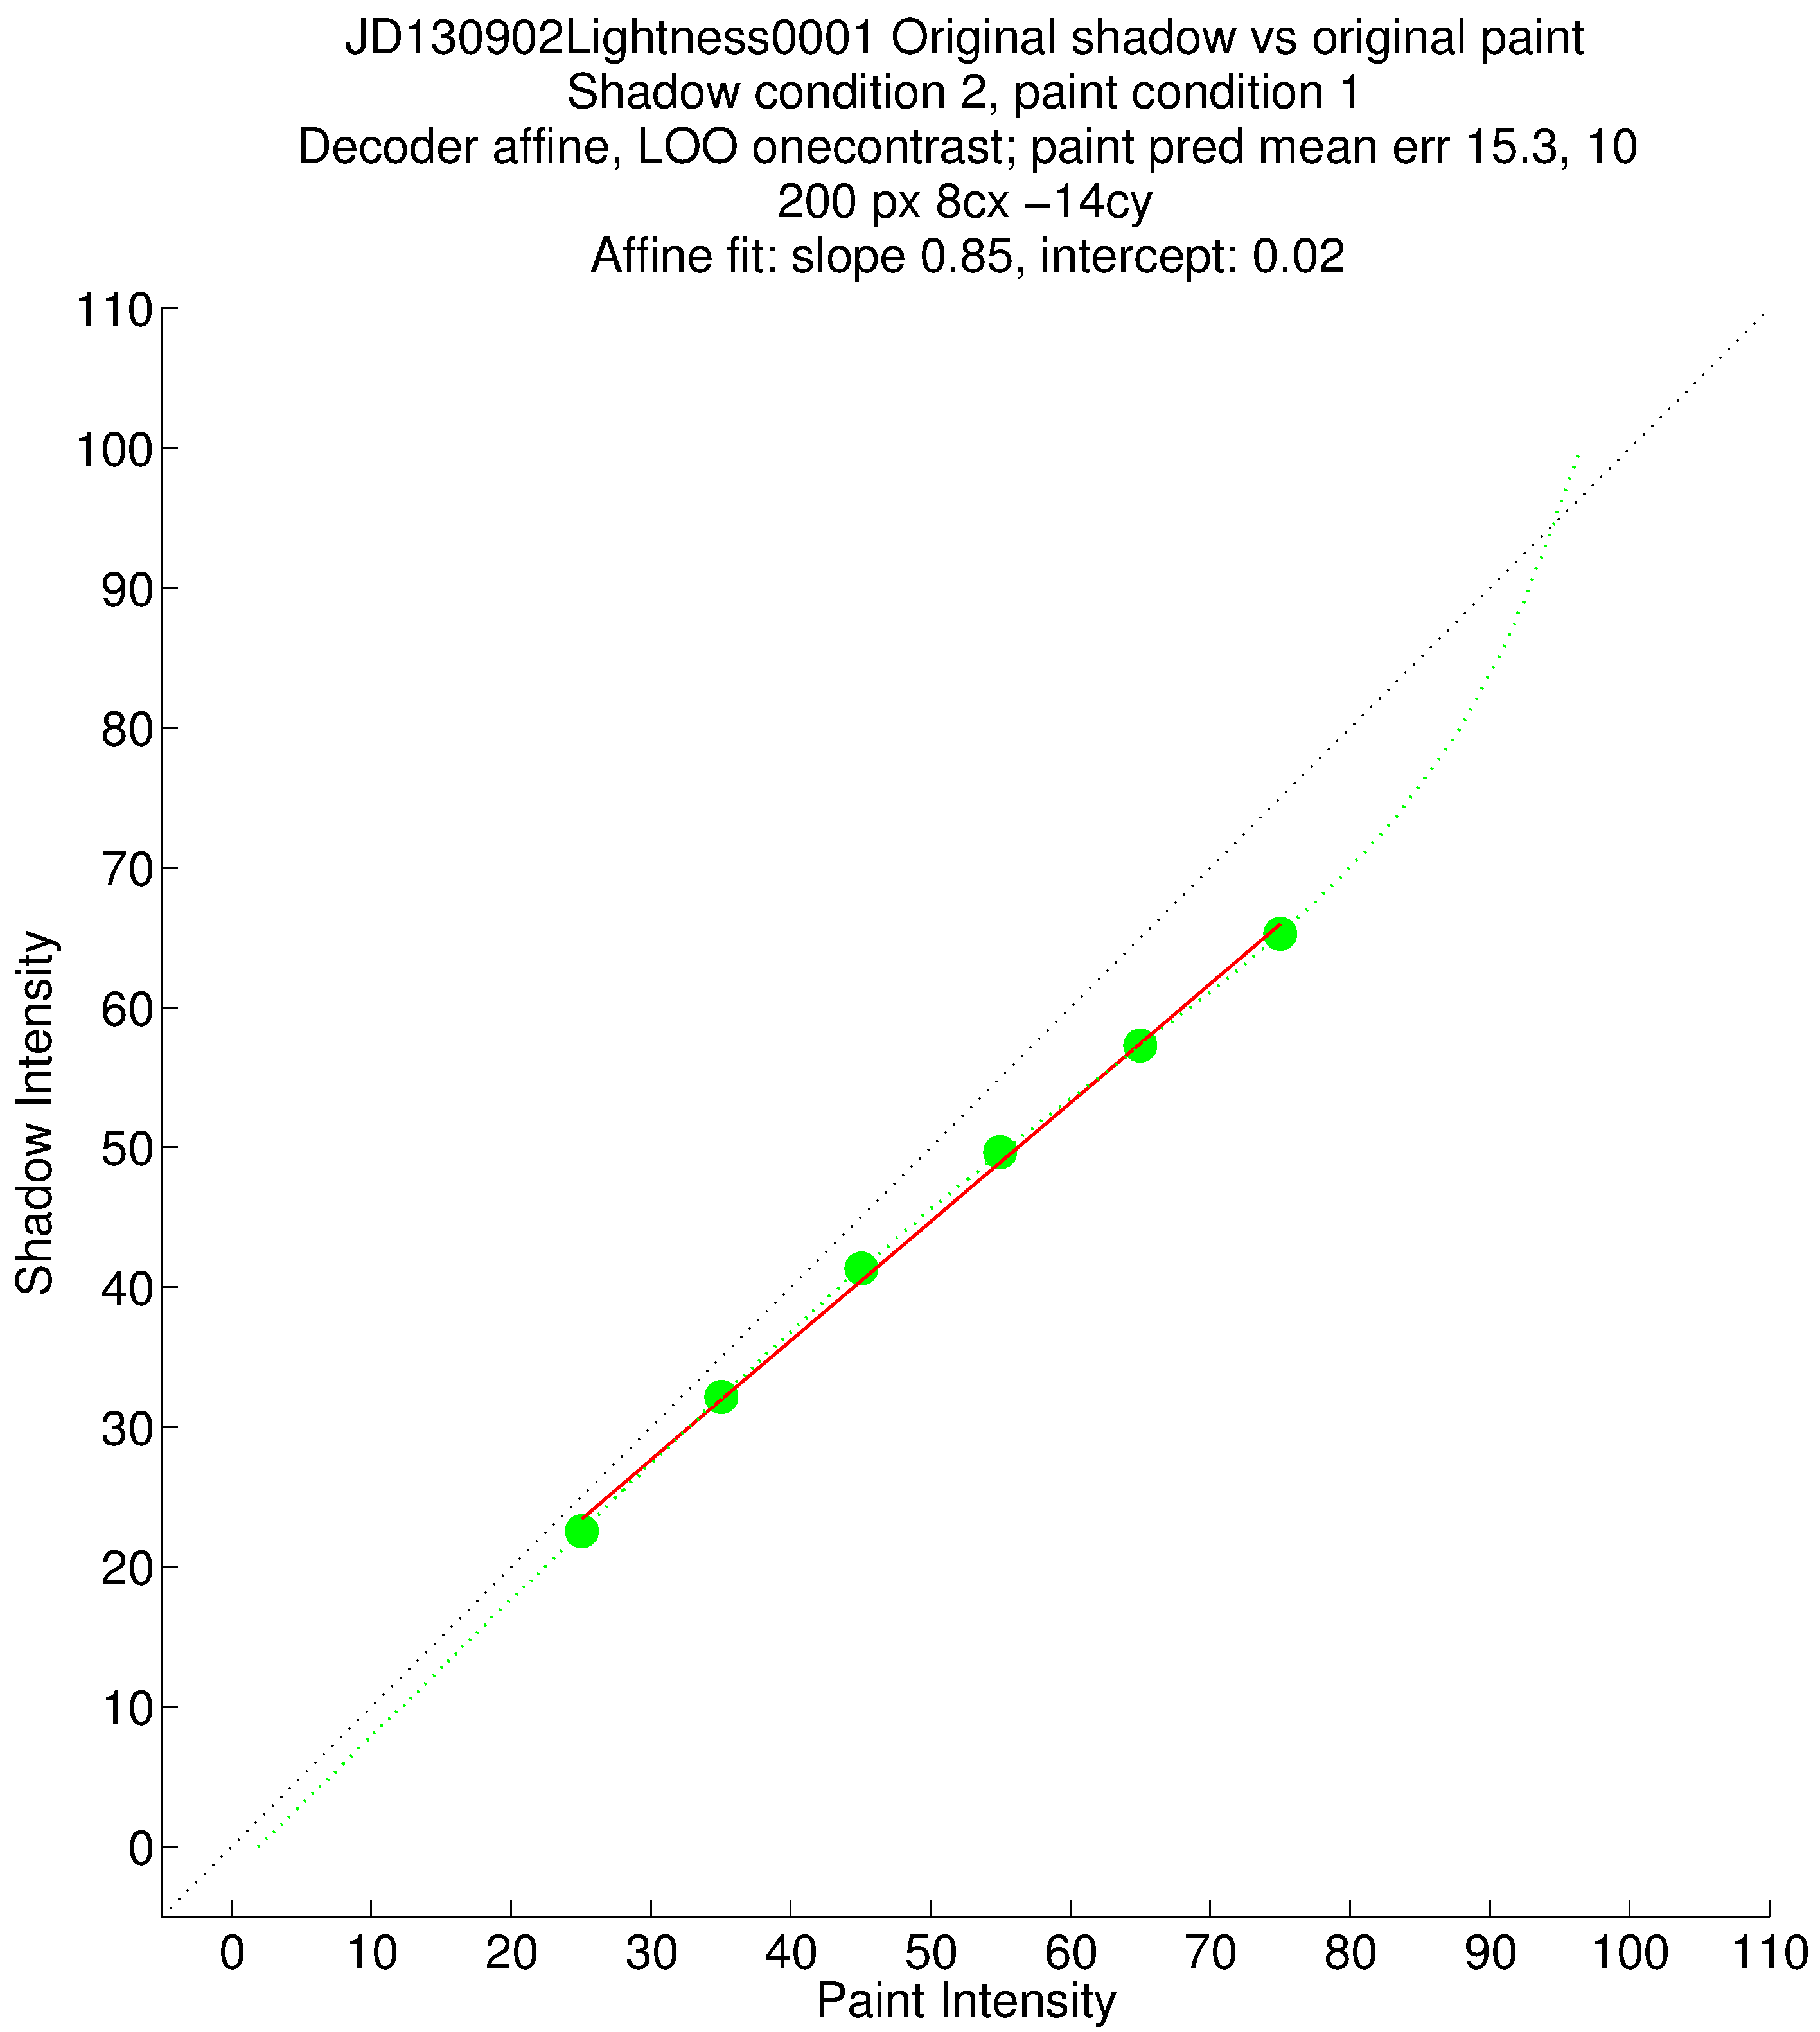 JD130902Lightness0001 Original shadow vs original paint
Shadow condition 2, paint condition 1
Decoder affine, LOO onecontrast; paint pred mean err 15.3, 10
200 px 8cx −14cy
Affine fit: slope 0.85, intercept: 0.02
110
100
90
80
70
60
50
40
30
20
10
0
Shadow Intensity
0 10 20 30 40 50 60 70 80 90 100 110
Paint Intensity